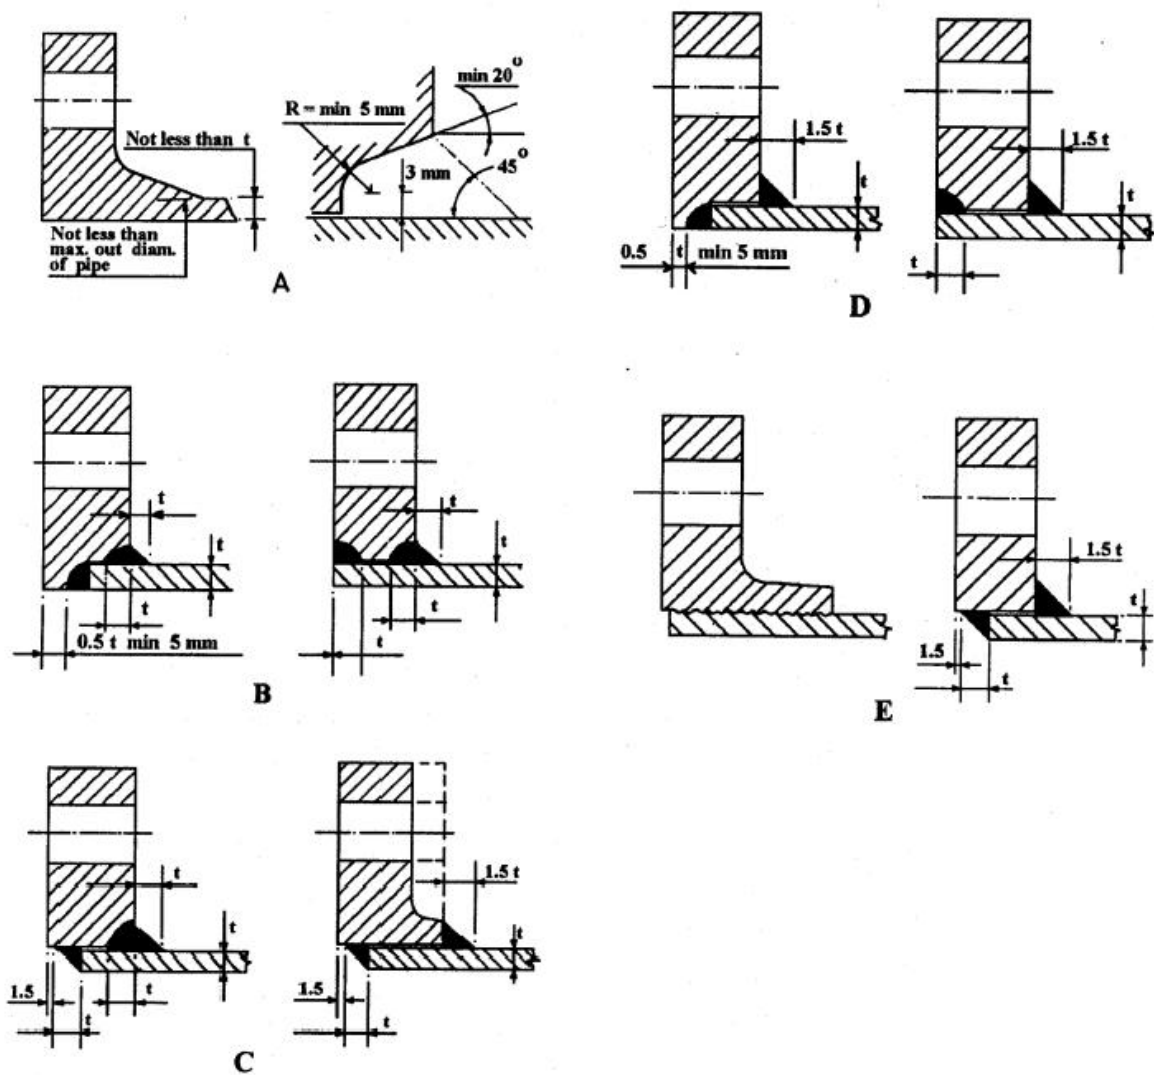 Not less than t
Not less than
max. out diam.
of pipe
R = min 5 mm
min 20°
3 mm
45°
A
1.5 t
t
0.5 t min 5 mm
1.5 t
t
t
D
t
t
t
0.5 t min 5 mm
t
t
t
t
B
1.5 t
t
1.5
t
E
t
t
1.5
t
t
1.5 t
t
1.5
t
C